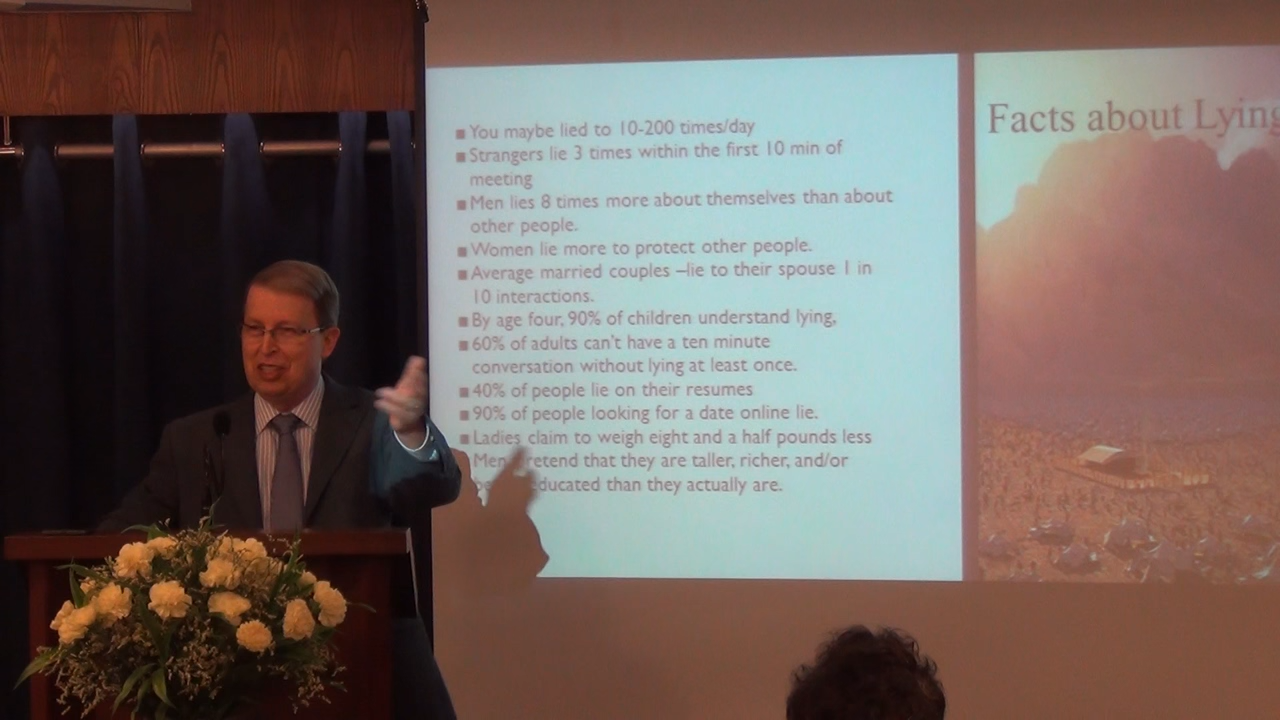 Facts about Lying
■ You maybe lied to 10-200 times/day
■ Strangers lie 3 times within the first 10 min of
meeting
■ Men lies 8 times more about themselves than about
other people.
■ Women lie more to protect other people.
■ Average married couples –lie to their spouse 1 in
10 interactions.
■ By age four, 90% of children understand lying,
■ 60% of adults can't have a ten minute
conversation without lying at least once.
■ 40% of people lie on their resumes
■ 90% of people looking for a date online lie.
■ Ladies claim to weigh eight and a half pounds less
Men pretend that they are taller, richer, and/or
educated than they actually are.